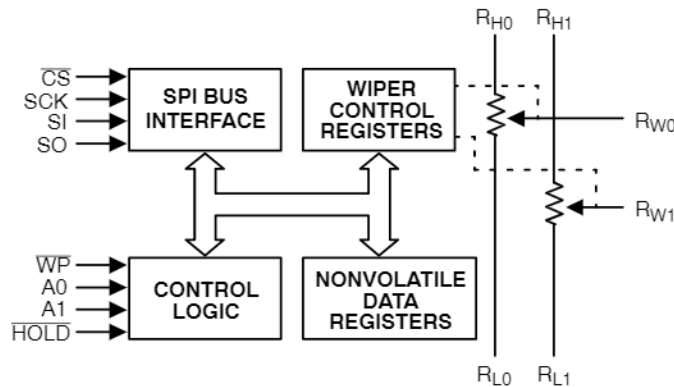 RH0 RH1
CS
SCK
SI
SO
SPI BUS
INTERFACE
WIPER
CONTROL
REGISTERS
RW0
RW1
WP
A0
A1
HOLD
CONTROL
LOGIC
NONVOLATILE
DATA
REGISTERS
RL0 RL1